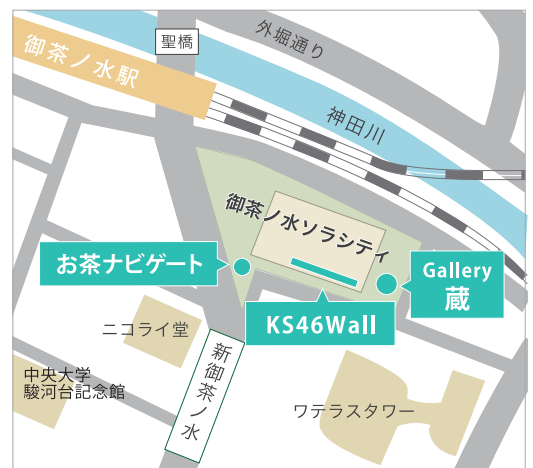 聖橋
外堀通り
御茶ノ水駅
神田川
御茶ノ水ソラシティ
お茶ナビゲート
Gallery
蔵
KS46Wall
ニコライ堂
新御茶ノ水
中央大学
駿河台記念館
ワテラスタワー